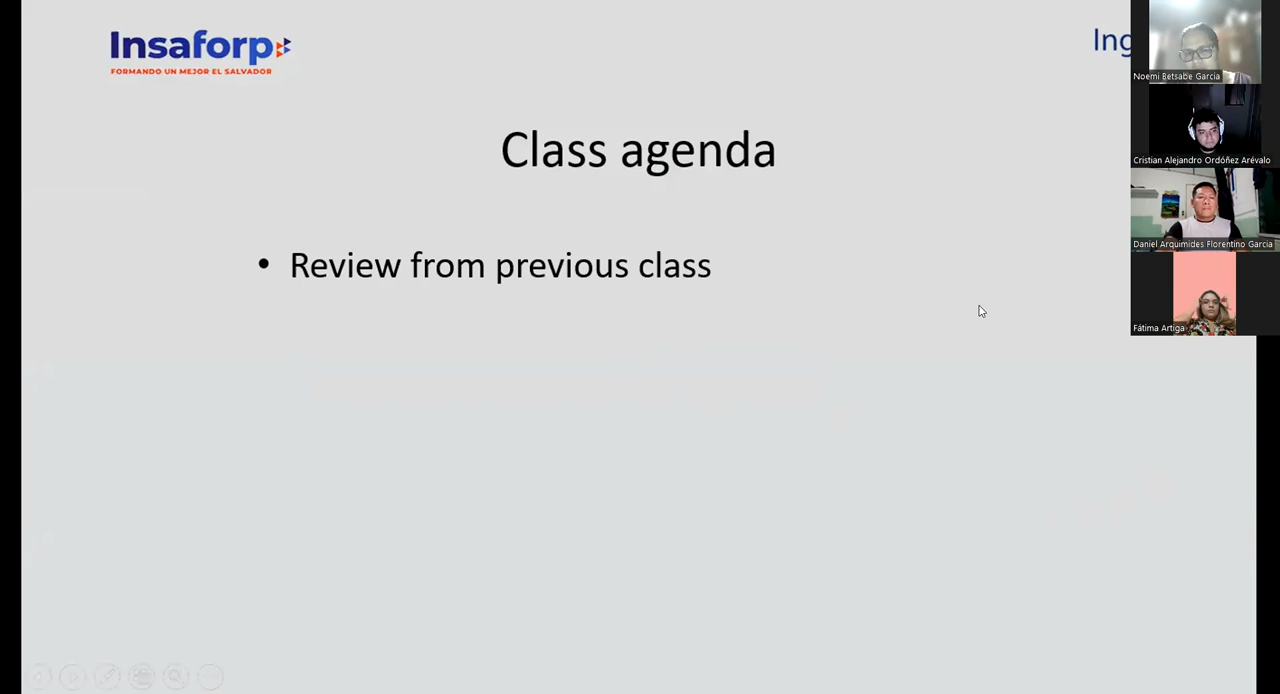 Insaforp
FORMANDO UN MEJOR EL SALVADOR
Ing
Class agenda
• Review from previous class
Noemi Betsabe Garcia
Cristian Alejandro Ordóñez Arévalo
Daniel Arquimides Florentino Garcia
Fátima Artiga